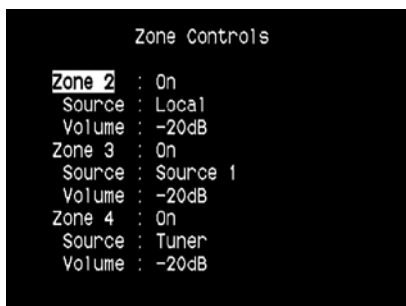 Zone Controls
Zone 2 : On
Source : Local
Volume : -20dB
Zone 3 : On
Source : Source 1
Volume : -20dB
Zone 4 : On
Source : Tuner
Volume : -20dB